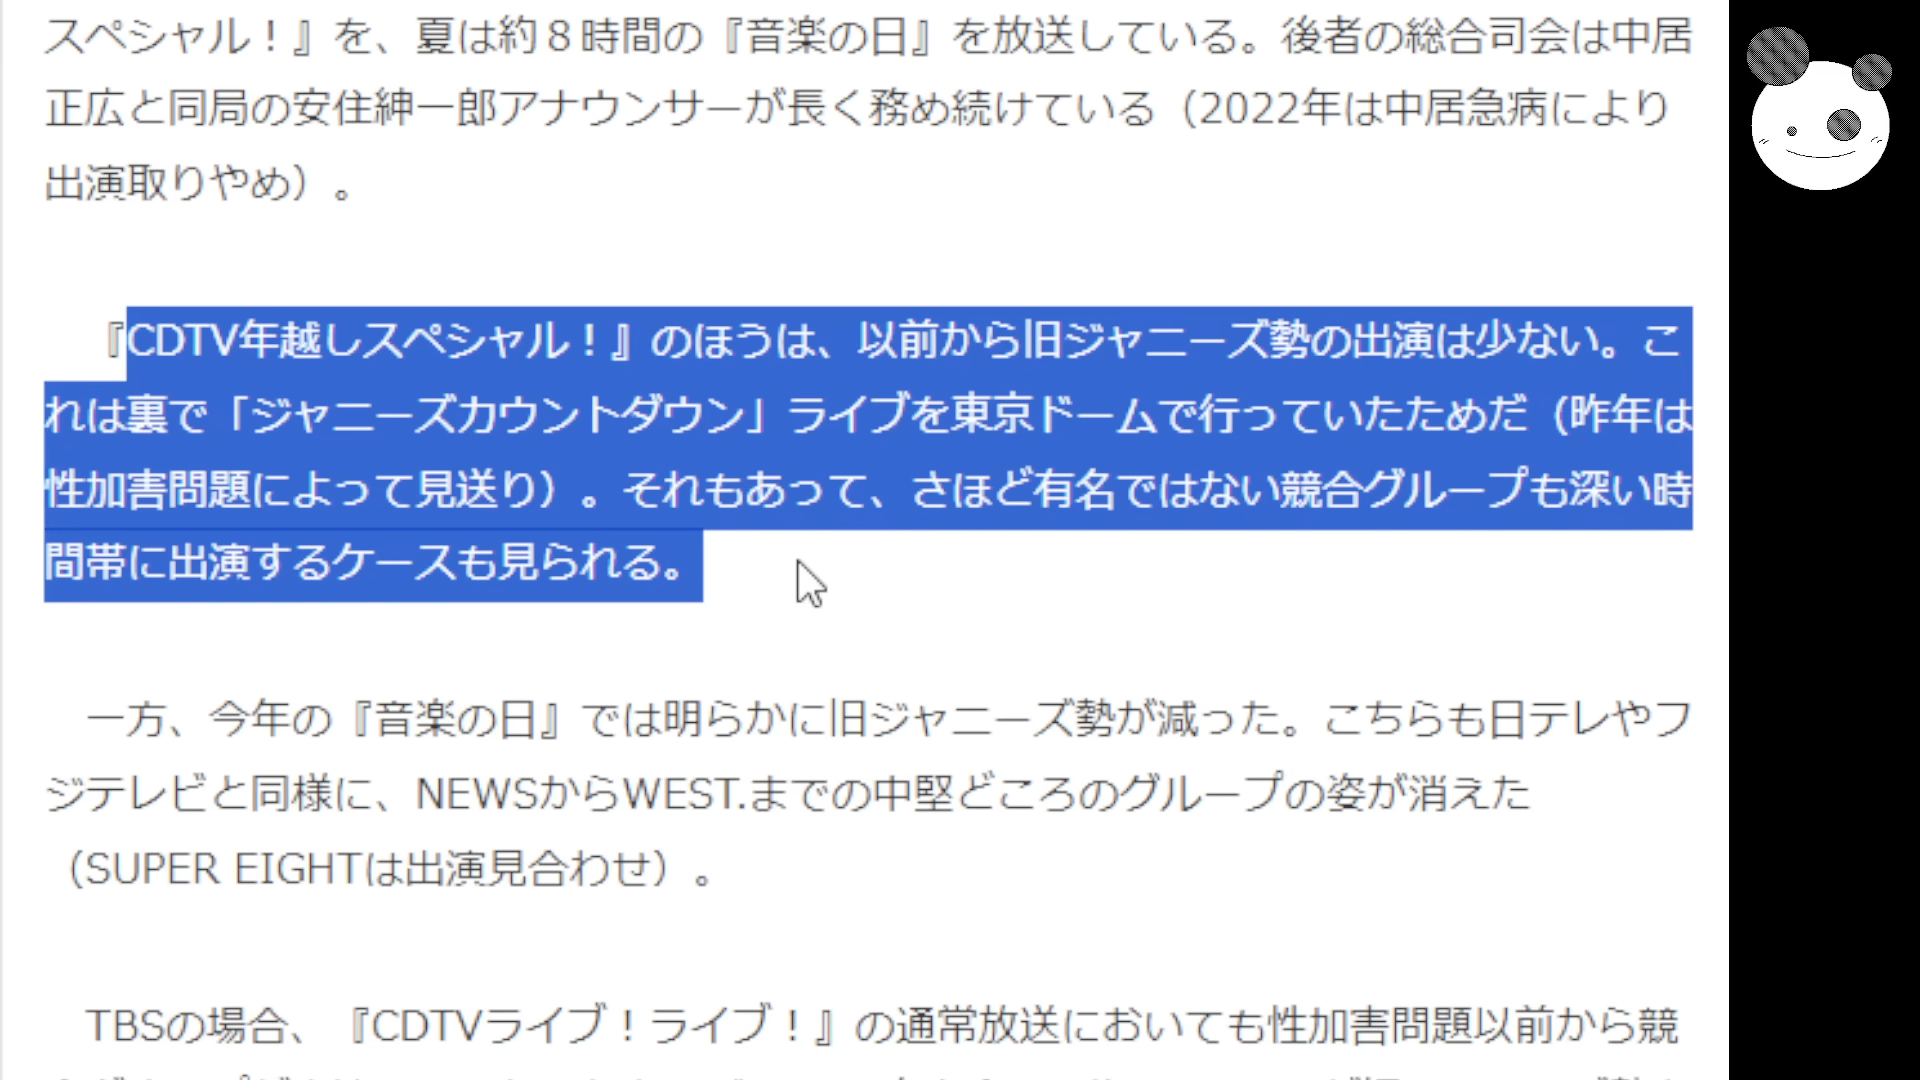 スペシャル！』を、夏は約８時間の『音楽の日』を放送している。後者の総合司会は中居
正広と同局の安住紳一郎アナウンサーが長く務め続けている（2022年は中居急病により
出演取りやめ）。
『CDTV年越しスペシャル！』のほうは、以前から旧ジャニーズ勢の出演は少ない。こ
れは裏で「ジャニーズカウントダウン」ライブを東京ドームで行っていたためだ（昨年は
性加害問題によって見送り）。それもあって、さほど有名ではない競合グループも深い時
間帯に出演するケースも見られる。
一方、今年の『音楽の日』では明らかに旧ジャニーズ勢が減った。こちらも日テレやフ
ジテレビと同様に、NEWSからWEST.までの中堅どころのグループの姿が消えた
（SUPER EIGHTは出演見合わせ）。
TBSの場合、『CDTVライブ！ライブ！』の通常放送においても性加害問題以前から競